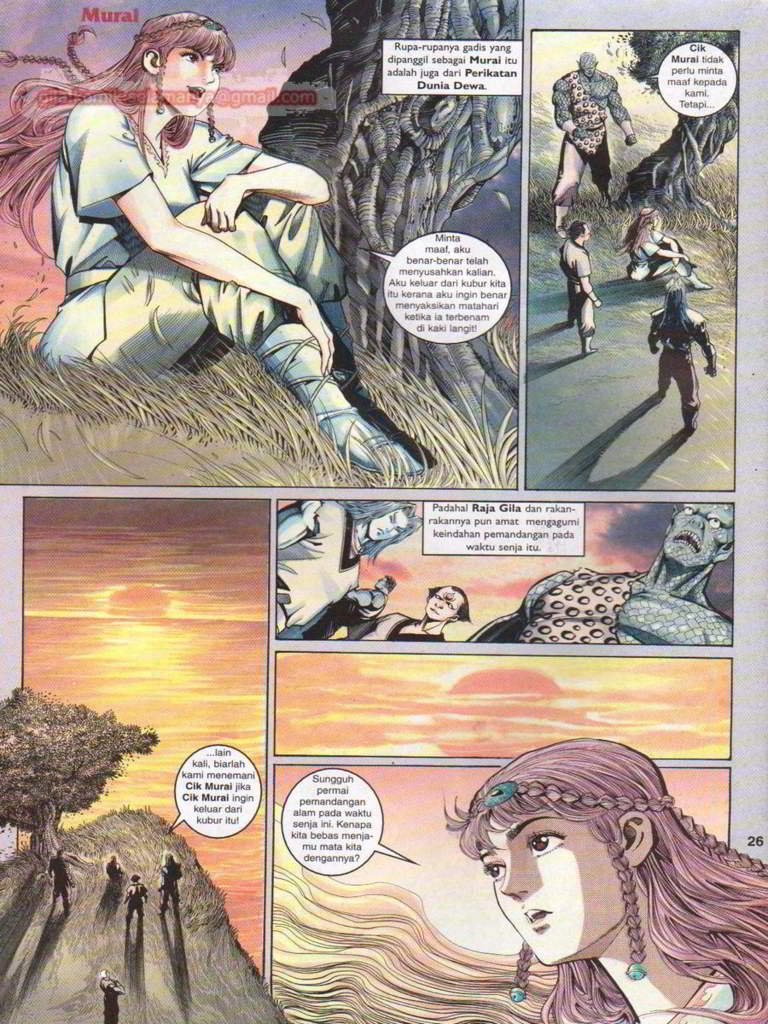 Murai
Rupa-rupanya gadis yang
dipanggil sebagai Murai itu
adalah juga dari Perikatan
Dunia Dewa.
Minta
maaf, aku
benar-benar telah
menyusahkan kalian.
Aku keluar dari kubur kita
itu kerana aku ingin benar
menyaksikan matahari
ketika ia terbenam
di kaki langit!
Cik
Murai tidak
perlu minta
maaf kepada
kami.
Tetapi...
...lain
kali, biarlah
kami menemani
Cik Murai jika
Cik Murai ingin
keluar dari
kubur itu!
Padahal Raja Gila dan rakan-
rakannya pun amat mengagumi
keindahan pemandangan pada
waktu senja itu.
Sungguh
permai
pemandangan
alam pada waktu
senja ini. Kenapa
kita bebas menja-
mu mata kita
dengannya?
26